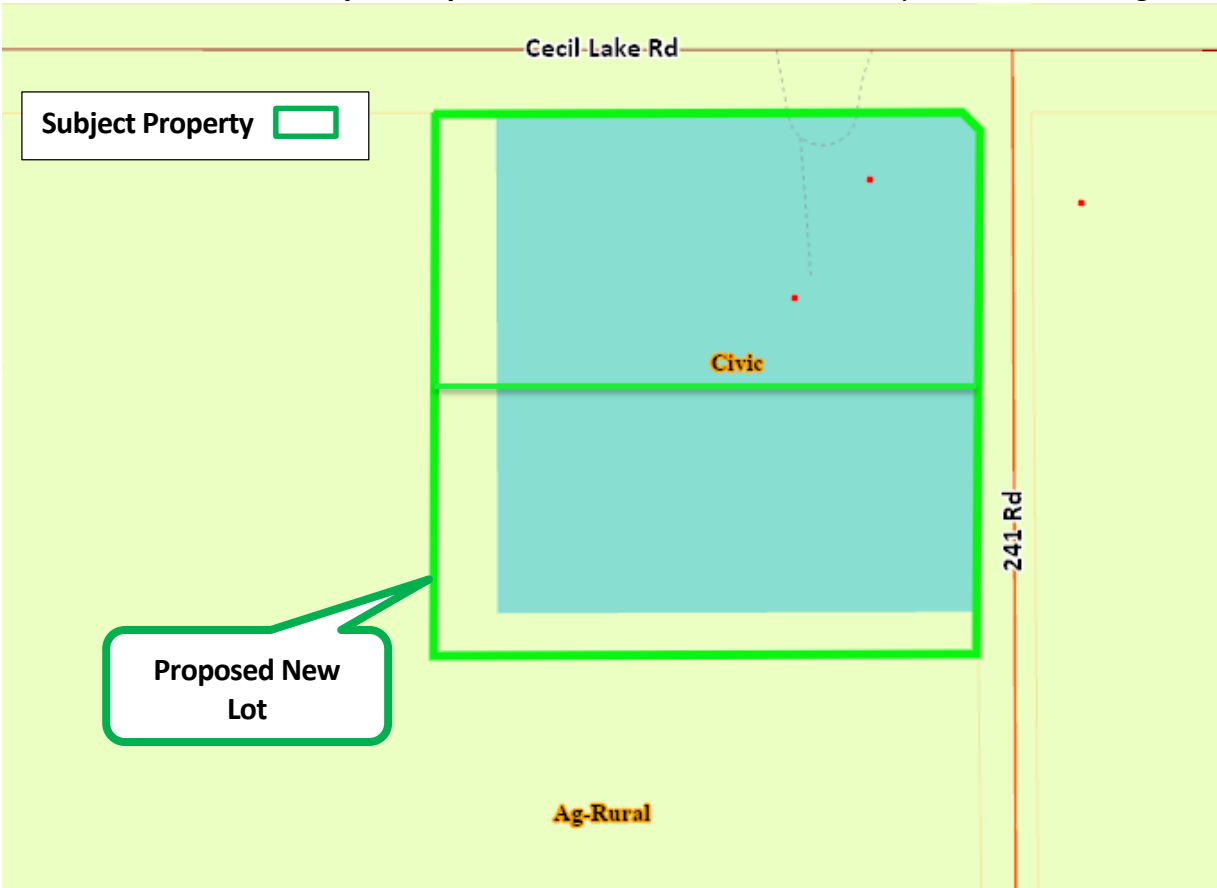 Cecil Lake Rd
Subject Property
Civic
241 Rd
Proposed New
Lot
Ag-Rural